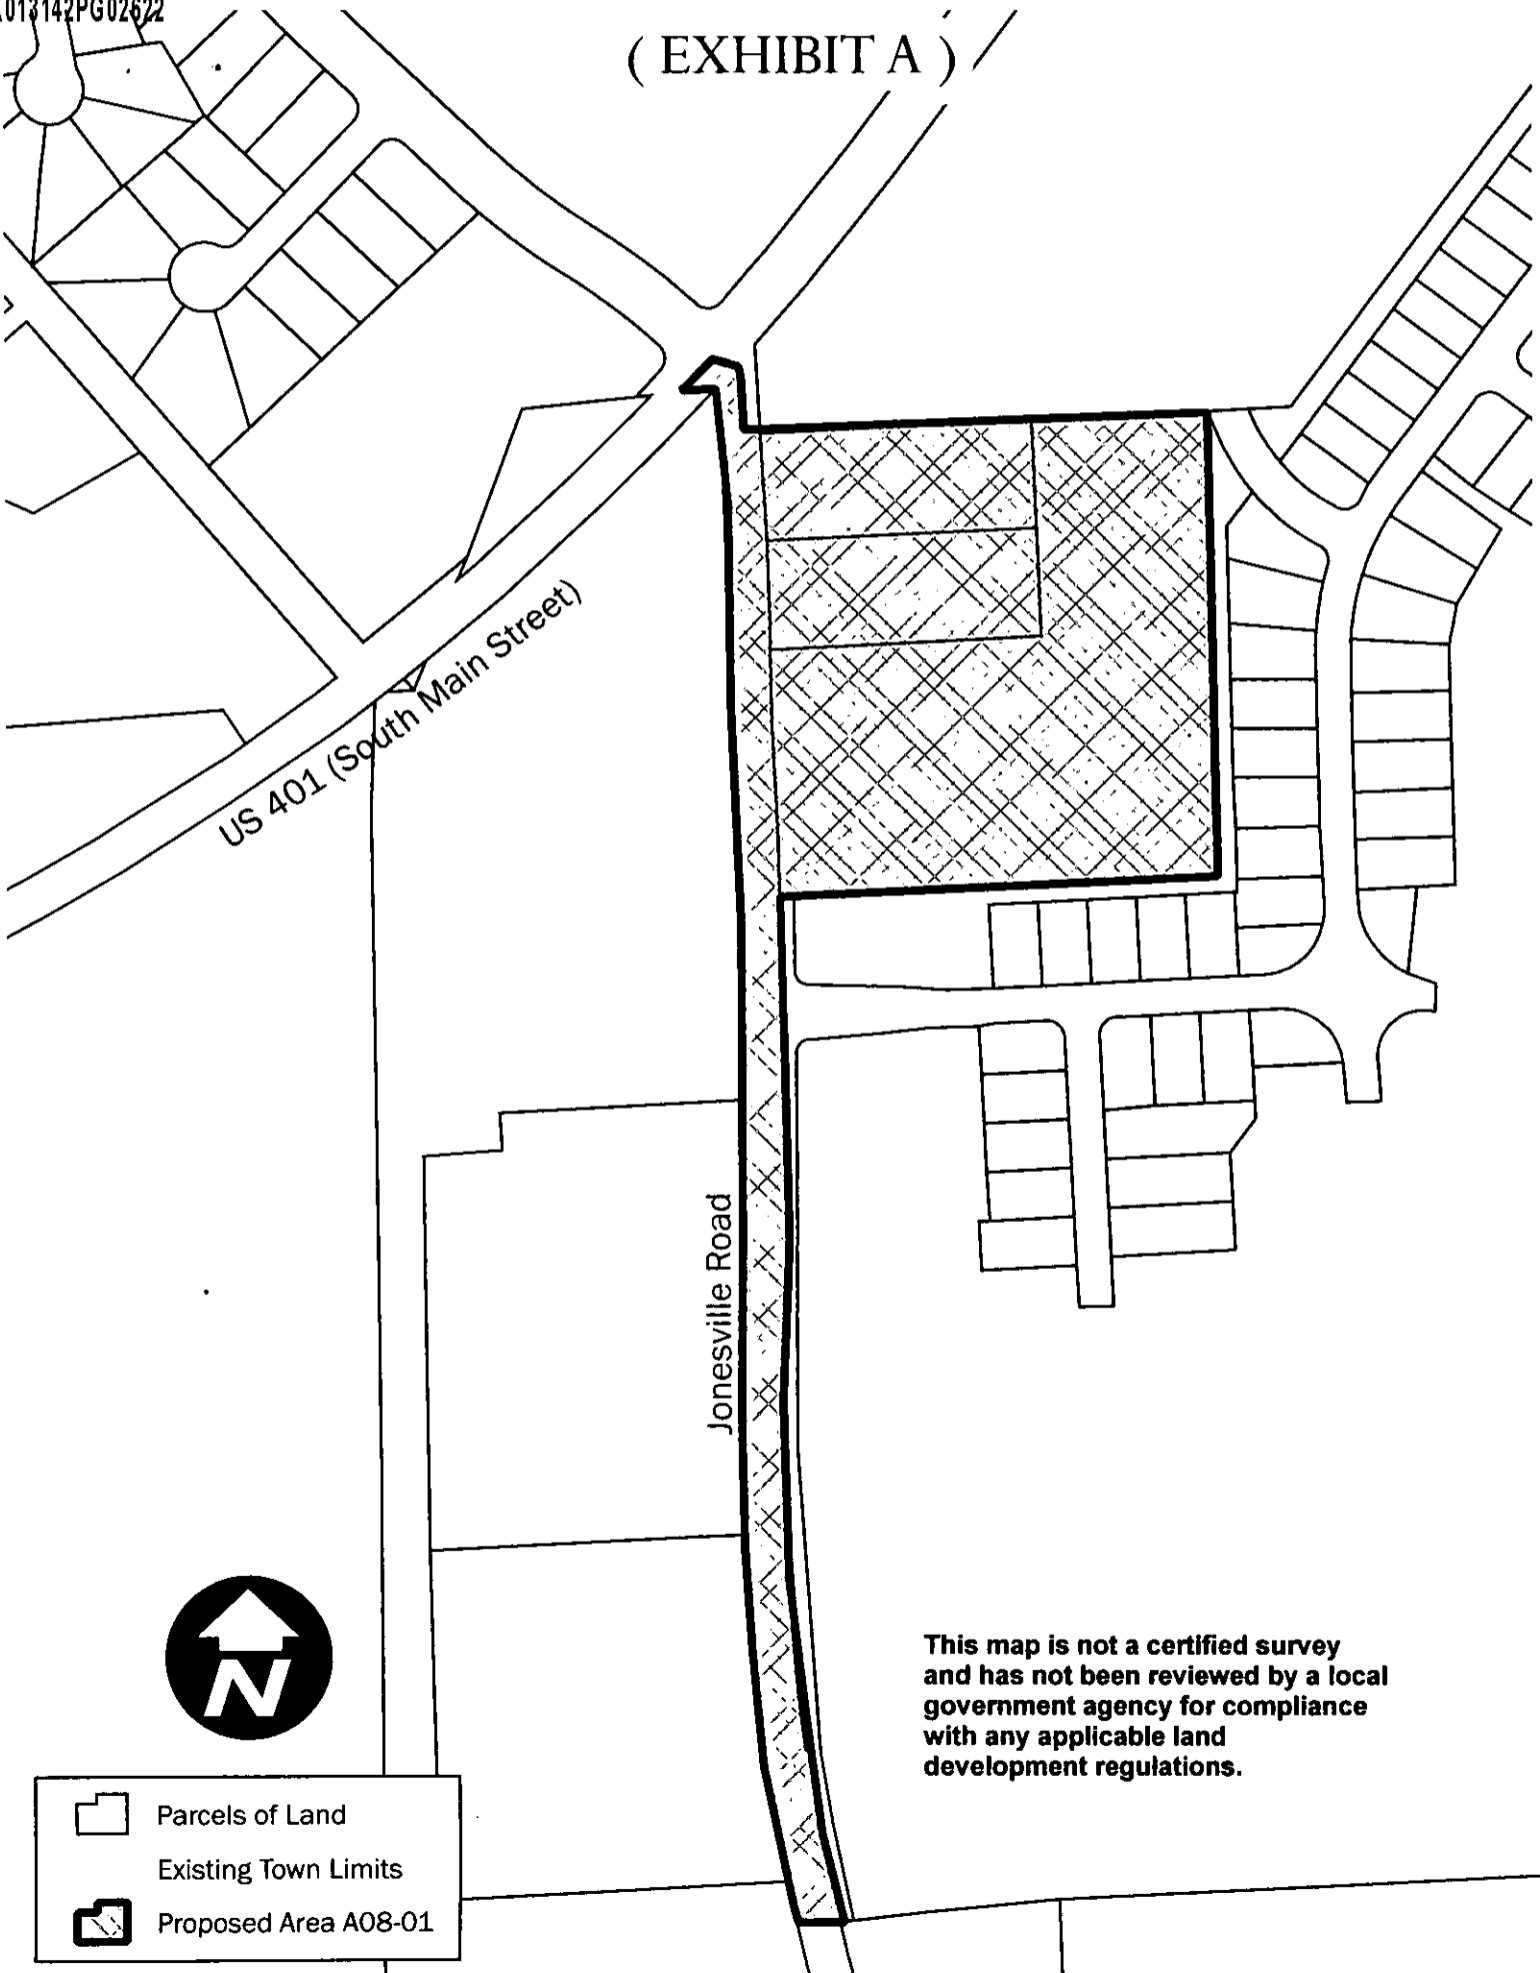 013142PG02622
( EXHIBIT A )
US 401 (South Main Street)
Jonesville Road
N
This map is not a certified survey
and has not been reviewed by a local
government agency for compliance
with any applicable land
development regulations.
Parcels of Land
Existing Town Limits
Proposed Area A08-01